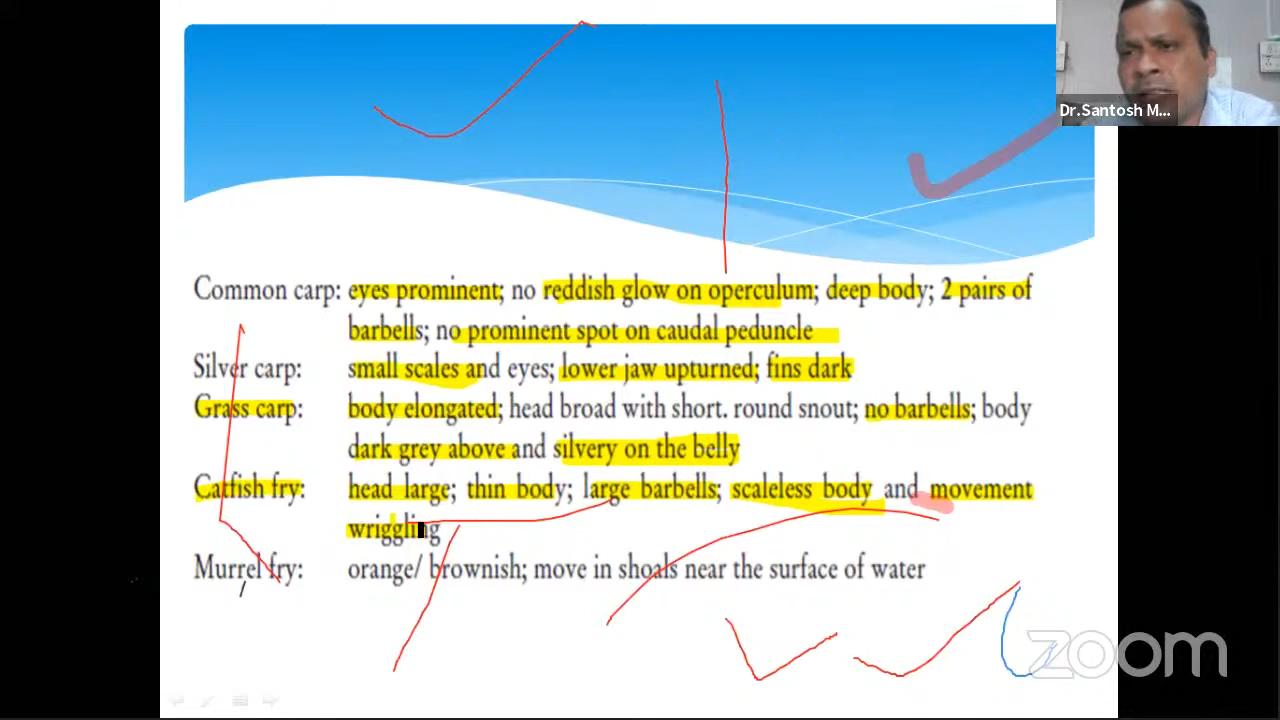 Dr.Santosh M...
Common carp: eyes prominent; no reddish glow on operculum; deep body; 2 pairs of
barbells; no prominent spot on caudal peduncle
Silver carp: small scales and eyes; lower jaw upturned; fins dark
Grass carp: body elongated; head broad with short. round snout; no barbells; body
dark grey above and silvery on the belly
Catfish fry: head large; thin body; large barbells; scaleless body and movement
wriggling
Murrel fry: orange/ brownish; move in shoals near the surface of water
zoom